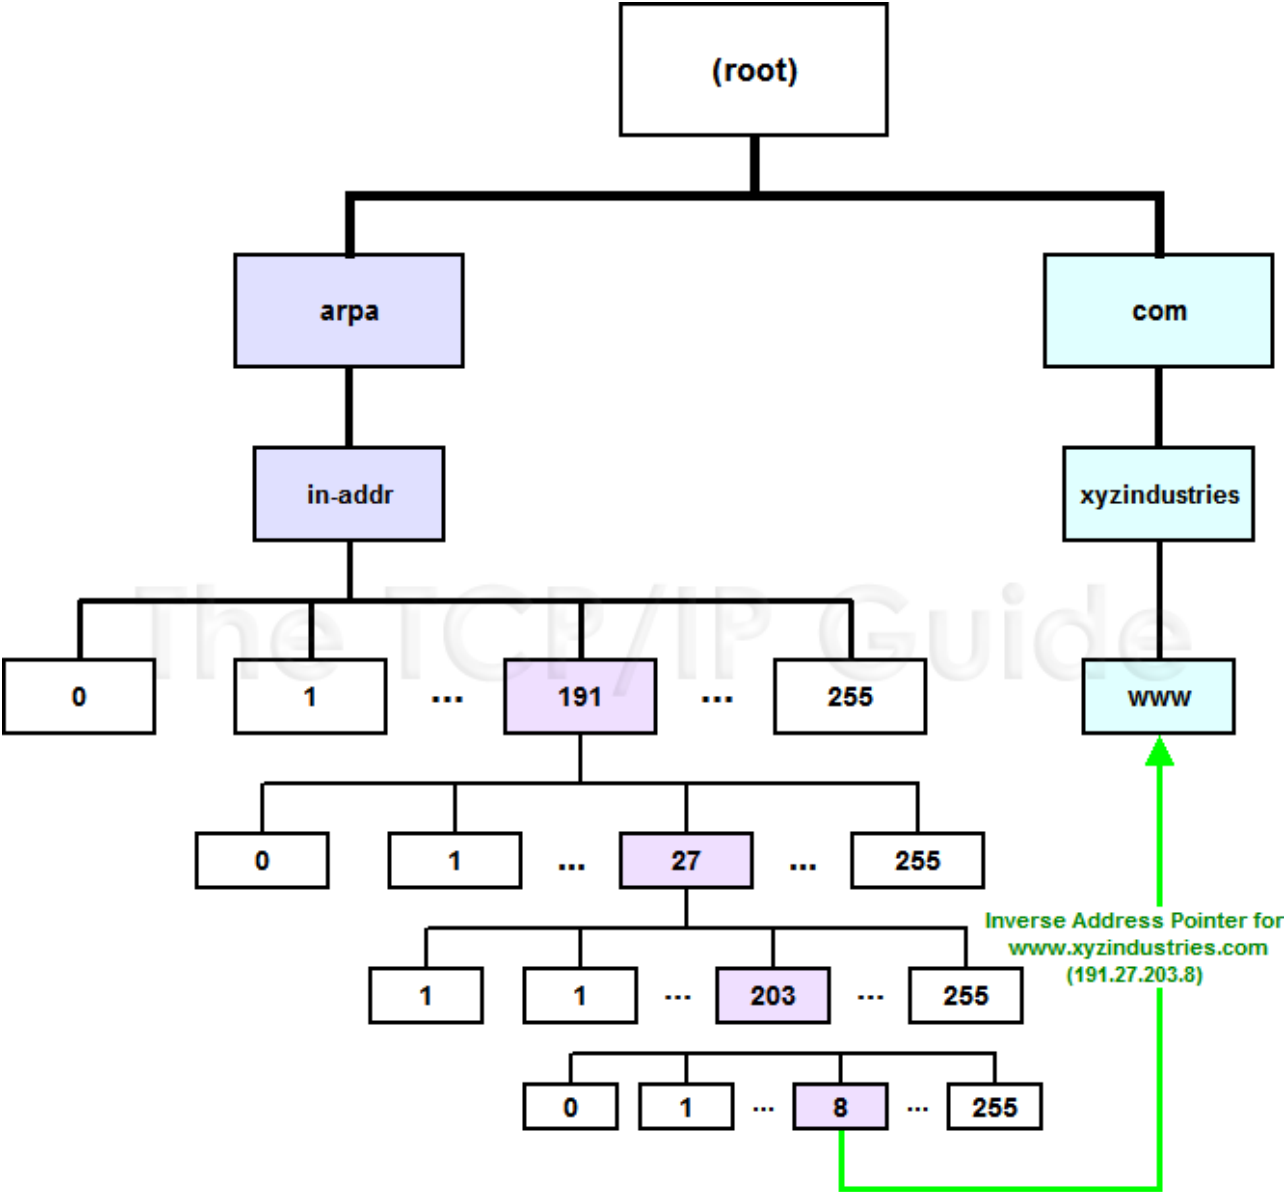 (root)
arpa
com
in-addr
xyzindustries
The TCP/IP Guide
0 1 ... 191 ... 255
www
0 1 ... 27 ... 255
Inverse Address Pointer for
www.xyzindustries.com
(191.27.203.8)
1 1 ... 203 ... 255
0 1 ... 8 ... 255